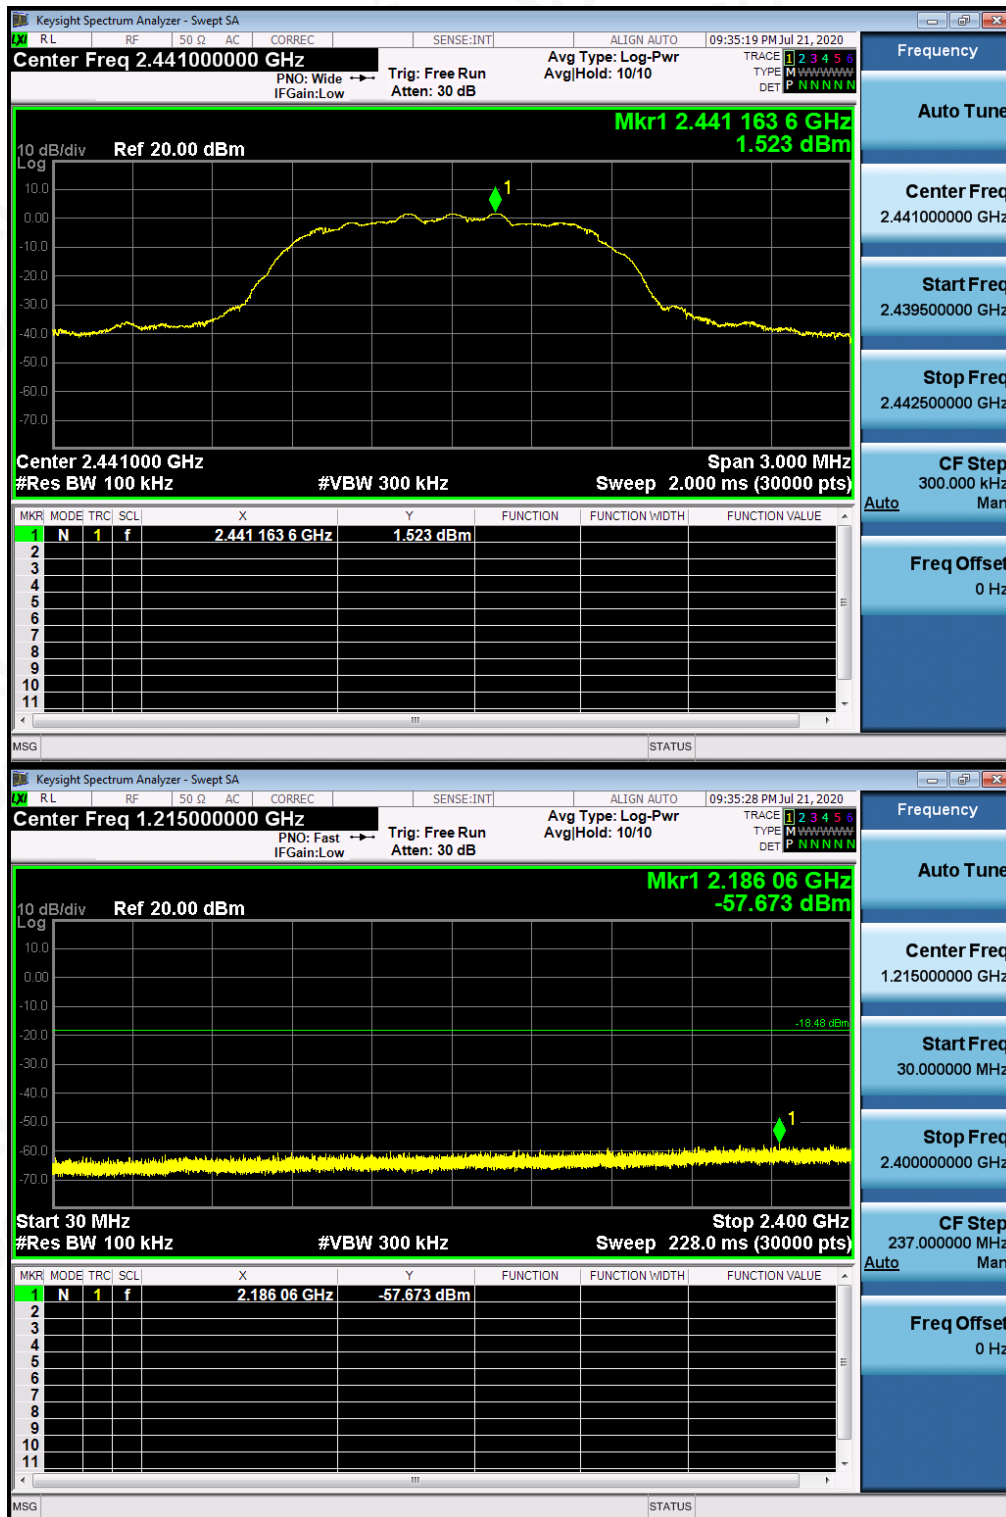 Keysight Spectrum Analyzer - Swept SA
LXI RL RF 50 Ω AC CORREC SENSE:INT ALIGN AUTO 09:35:19 PM Jul 21, 2020
Center Freq 2.441000000 GHz
PNO: Wide
IFGain:Low
Trig: Free Run
Atten: 30 dB
Avg Type: Log-Pwr
Avg|Hold: 10/10
TRACE 1 2 3 4 5 6
TYPE M WWWWW
DET P N N N N N
Mkr1 2.441 163 6 GHz
1.523 dBm
10 dB/div Ref 20.00 dBm
Log
10.0
0.00
-10.0
-20.0
-30.0
-40.0
-50.0
-60.0
-70.0
1
Center 2.441000 GHz Span 3.000 MHz
#Res BW 100 kHz #VBW 300 kHz Sweep 2.000 ms (30000 pts)
MKR MODE TRC SCL X Y FUNCTION FUNCTION WIDTH FUNCTION VALUE
1 N 1 f 2.441 163 6 GHz 1.523 dBm
2
3
4
5
6
7
8
9
10
11
MSG STATUS
Frequency
Auto Tune
Center Freq
2.441000000 GHz
Start Freq
2.439500000 GHz
Stop Freq
2.442500000 GHz
CF Step
300.000 kHz
Auto Man
Freq Offset
0 Hz
Keysight Spectrum Analyzer - Swept SA
LXI RL RF 50 Ω AC CORREC SENSE:INT ALIGN AUTO 09:35:28 PM Jul 21, 2020
Center Freq 1.215000000 GHz
PNO: Fast
IFGain:Low
Trig: Free Run
Atten: 30 dB
Avg Type: Log-Pwr
Avg|Hold: 10/10
TRACE 1 2 3 4 5 6
TYPE M WWWWW
DET P N N N N N
Mkr1 2.186 06 GHz
-57.673 dBm
10 dB/div Ref 20.00 dBm
Log
10.0
0.00
-10.0
-20.0
-30.0
-40.0
-50.0
-60.0
-70.0
-18.48 dBm
1
Start 30 MHz Stop 2.400 GHz
#Res BW 100 kHz #VBW 300 kHz Sweep 228.0 ms (30000 pts)
MKR MODE TRC SCL X Y FUNCTION FUNCTION WIDTH FUNCTION VALUE
1 N 1 f 2.186 06 GHz -57.673 dBm
2
3
4
5
6
7
8
9
10
11
MSG STATUS
Frequency
Auto Tune
Center Freq
1.215000000 GHz
Start Freq
30.000000 MHz
Stop Freq
2.400000000 GHz
CF Step
237.000000 MHz
Auto Man
Freq Offset
0 Hz